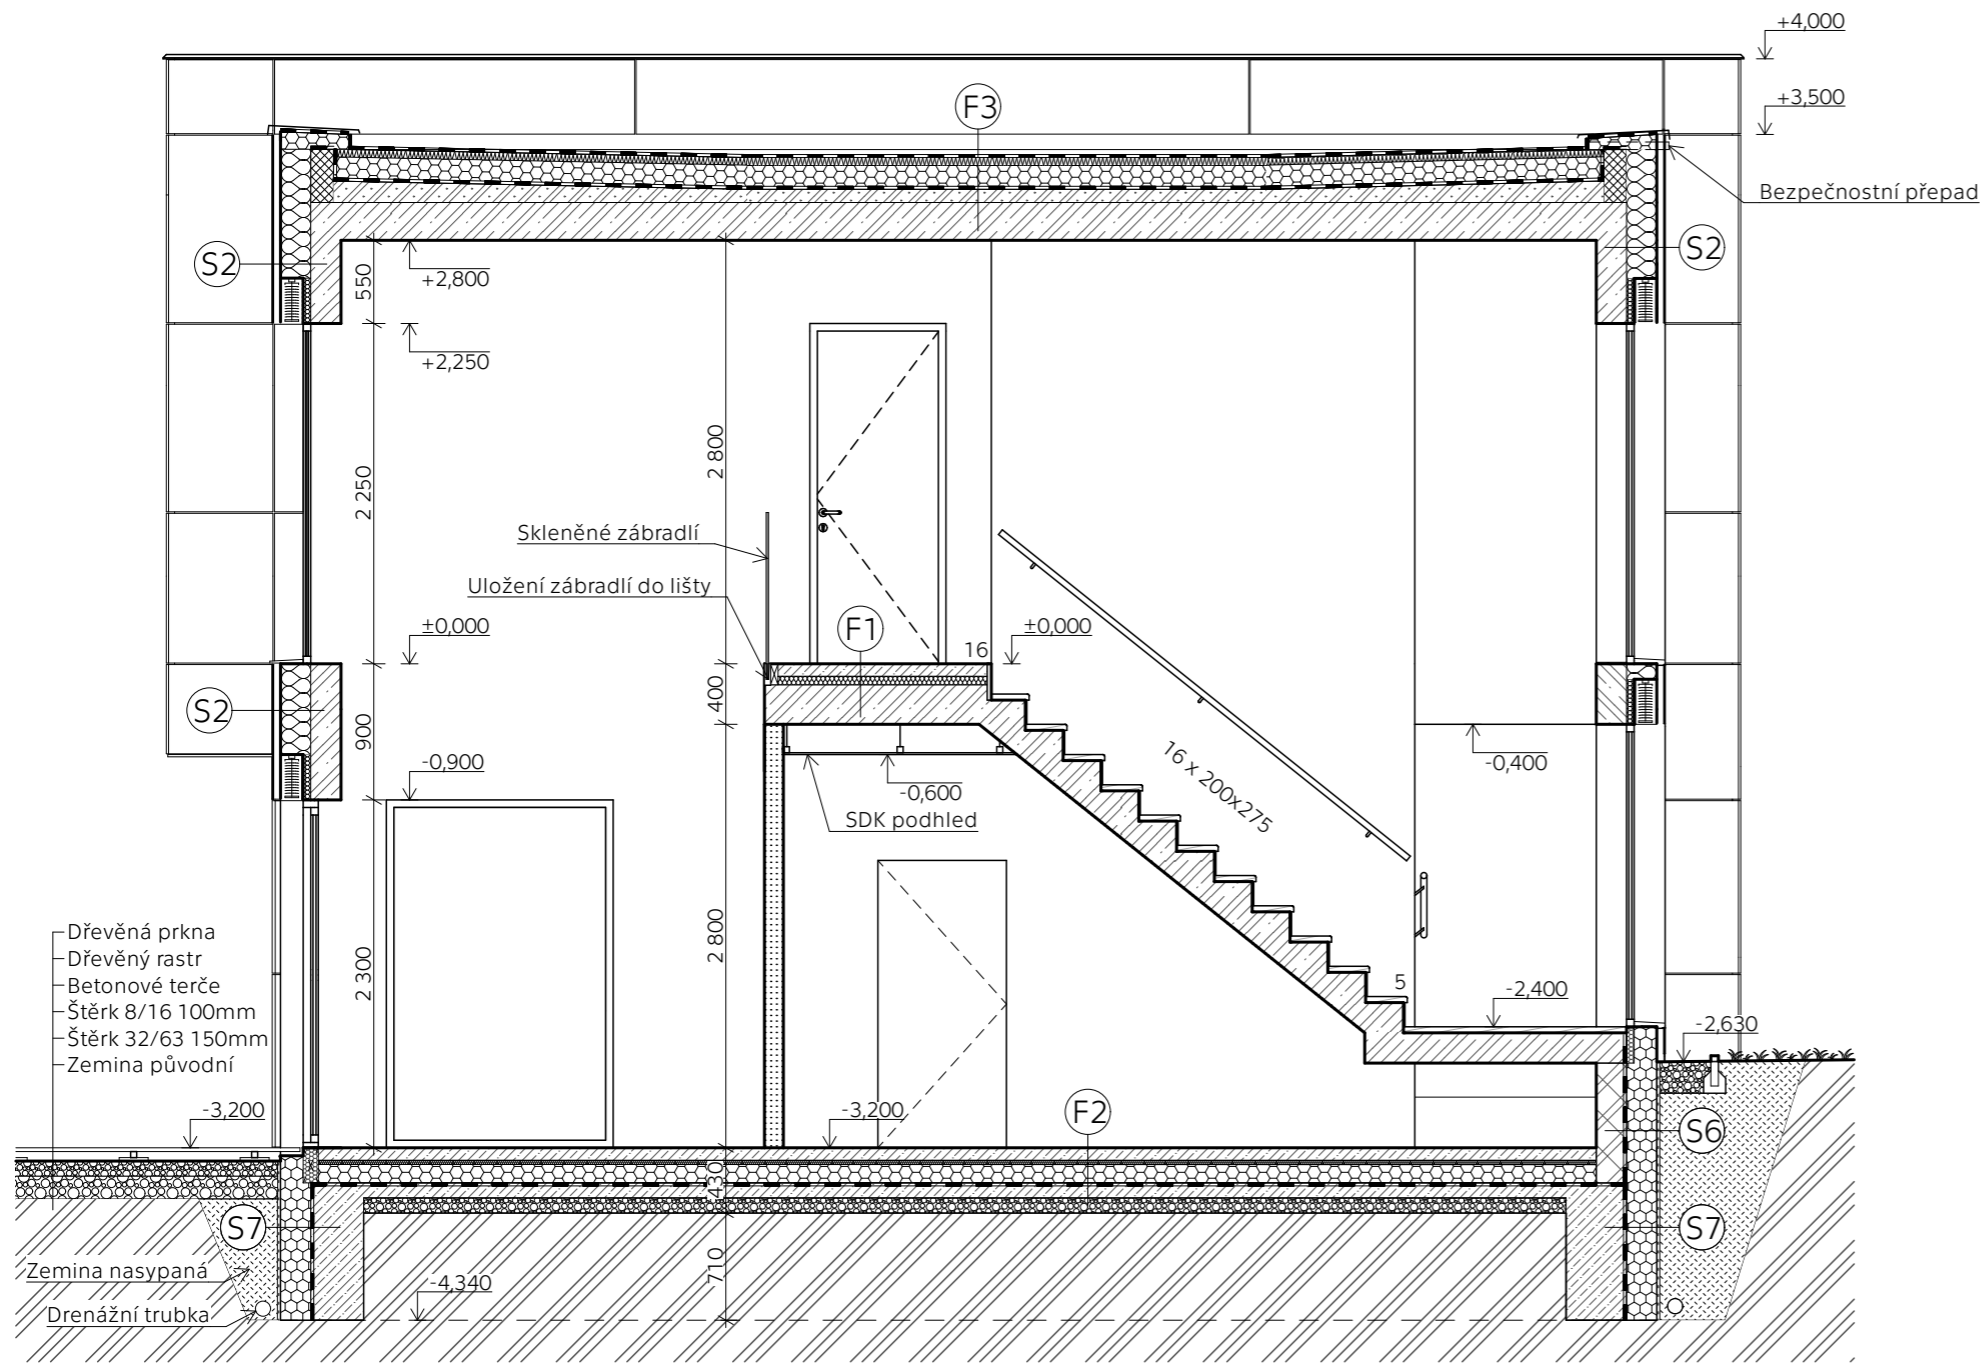 +4,000
+3,500
F3
Bezpečnostní přepad
S2
S2
550
+2,800
+2,250
2 250
2 800
Skleněné zábradlí
Uložení zábradlí do lišty
±0,000
F1
16
±0,000
S2
900
400
-0,900
-0,600
SDK podhled
16 x 200x275
-0,400
Dřevěná prkna
Dřevěný rastr
Betonové terče
Štěrk 8/16 100mm
Štěrk 32/63 150mm
Zemina původní
2 300
2 800
5
-2,400
-2,630
-3,200
-3,200
F2
S6
430
S7
S7
Zemina nasypaná
710
-4,340
Drenážní trubka